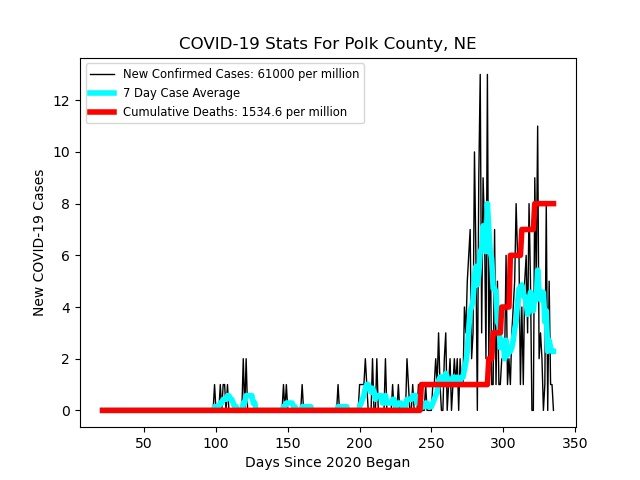 COVID-19 Stats For Polk County, NE
New Confirmed Cases: 61000 per million
7 Day Case Average
Cumulative Deaths: 1534.6 per million
New COVID-19 Cases
12
10
8
6
4
2
0
50 100 150 200 250 300 350
Days Since 2020 Began